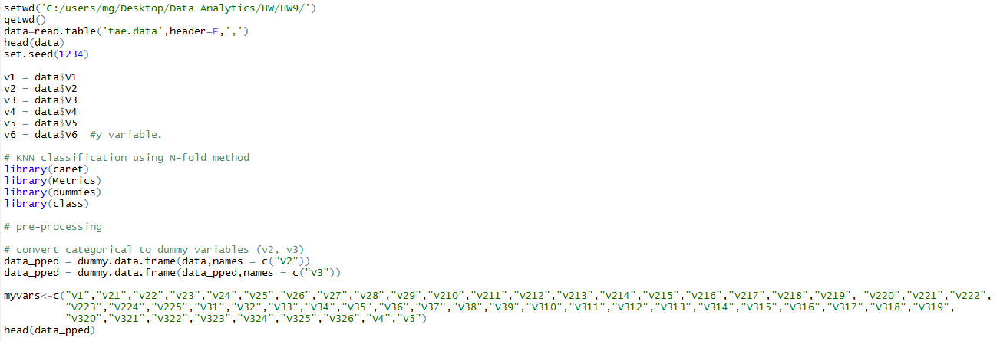 setwd('C:/users/mg/Desktop/Data Analytics/HW/HW9/')
getwd()
data=read.table('tae.data',header=F,',')
head(data)
set.seed(1234)
v1 = data$V1
v2 = data$V2
v3 = data$V3
v4 = data$V4
v5 = data$V5
v6 = data$V6  #y variable.
# KNN classification using N-fold method
library(caret)
library(Metrics)
library(dummies)
library(class)
# pre-processing
# convert categorical to dummy variables (v2, v3)
data_pped = dummy.data.frame(data,names = c("V2"))
data_pped = dummy.data.frame(data_pped,names = c("V3"))
myvars<-c("V1","V21","V22","V23","V24","V25","V26","V27","V28","V29","V210","V211","V212","V213","V214","V215","V216","V217","V218","V219", "V220","V221","V222",
"V223","V224","V225","V31","V32","V33","V34","V35","V36","V37","V38","V39","V310","V311","V312","V313","V314","V315","V316","V317","V318","V319",
"V320","V321","V322","V323","V324","V325","V326","V4","V5")
head(data_pped)